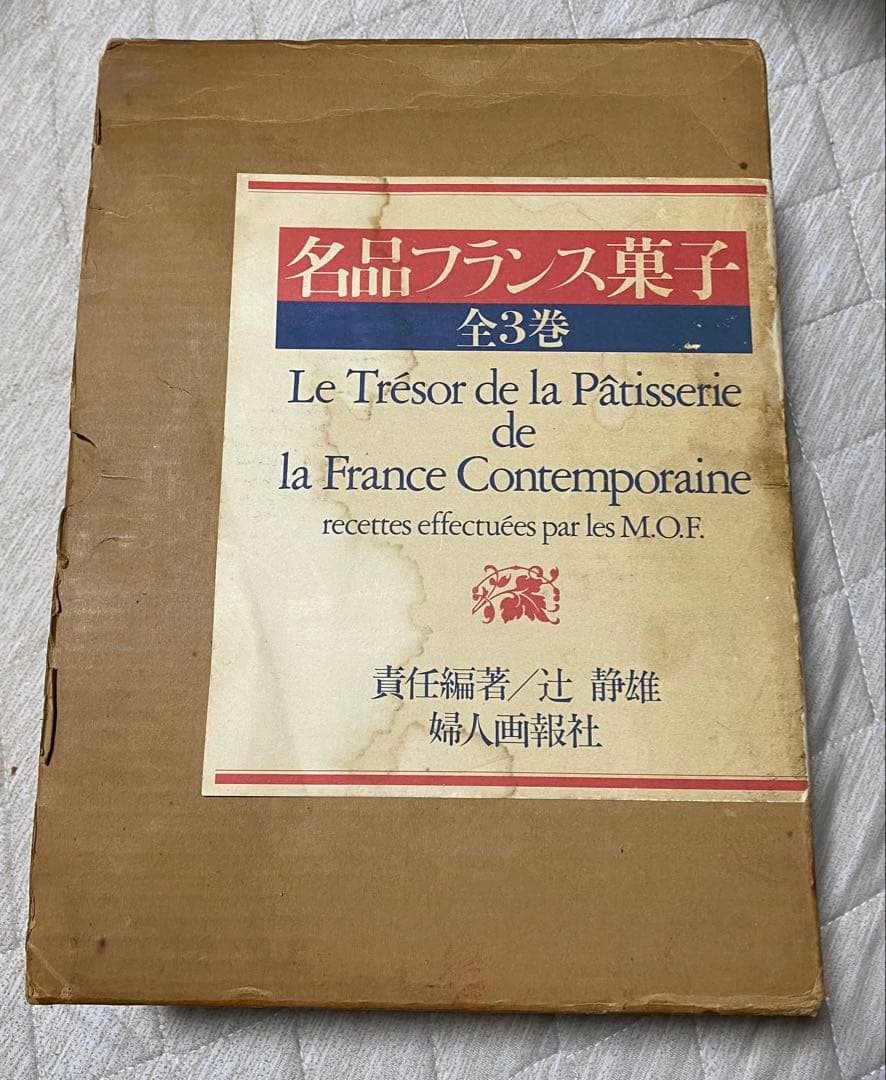 名品フランス菓子
全3巻
Le Trésor de la Pâtisserie
de
la France Contemporaine
recettes effectuées par les M.O.F.
責任編著／辻 静雄
婦人画報社